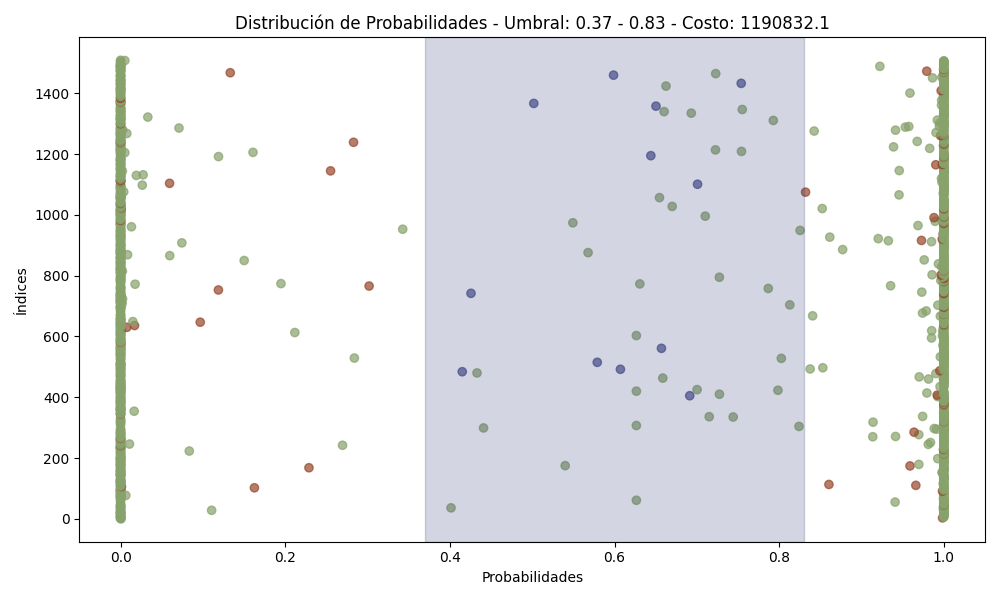 Distribución de Probabilidades - Umbral: 0.37 - 0.83 - Costo: 1190832.1
Índices
1400
1200
1000
800
600
400
200
0
0.0 0.2 0.4 0.6 0.8 1.0
Probabilidades